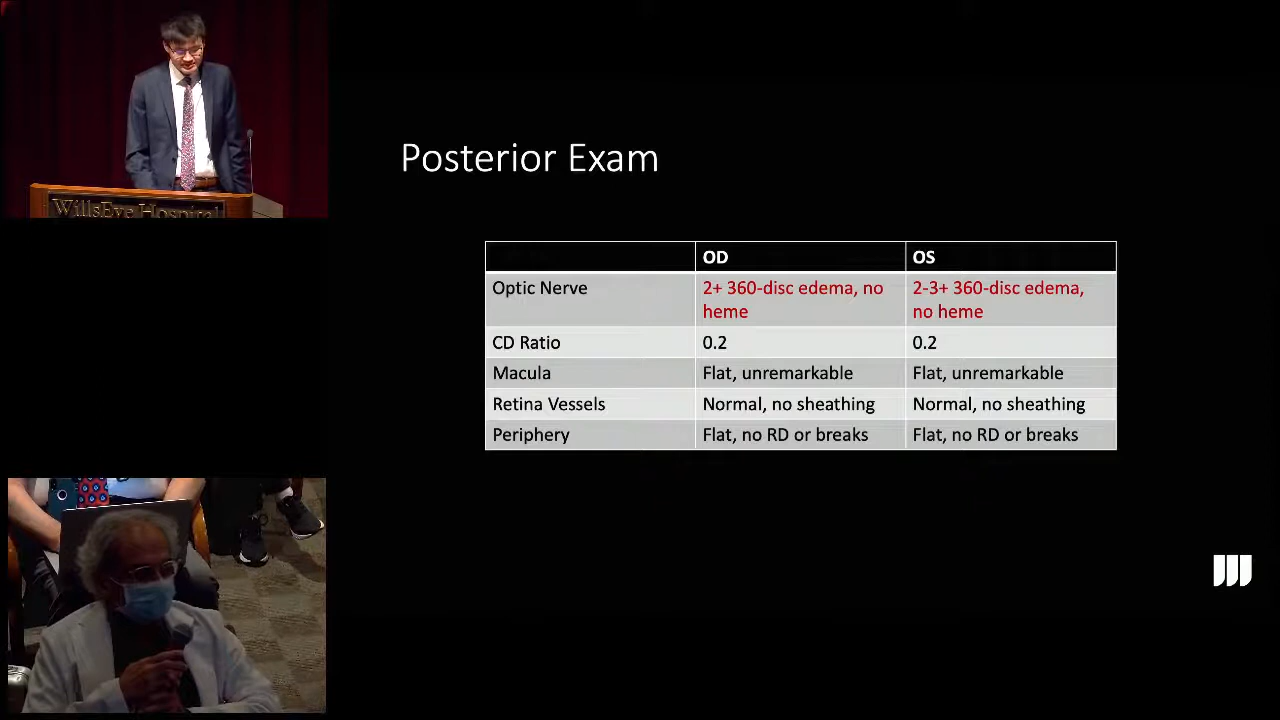 WillsEye Hospital
Posterior Exam
OD OS
Optic Nerve 2+ 360-disc edema, no heme 2-3+ 360-disc edema, no heme
CD Ratio 0.2 0.2
Macula Flat, unremarkable Flat, unremarkable
Retina Vessels Normal, no sheathing Normal, no sheathing
Periphery Flat, no RD or breaks Flat, no RD or breaks